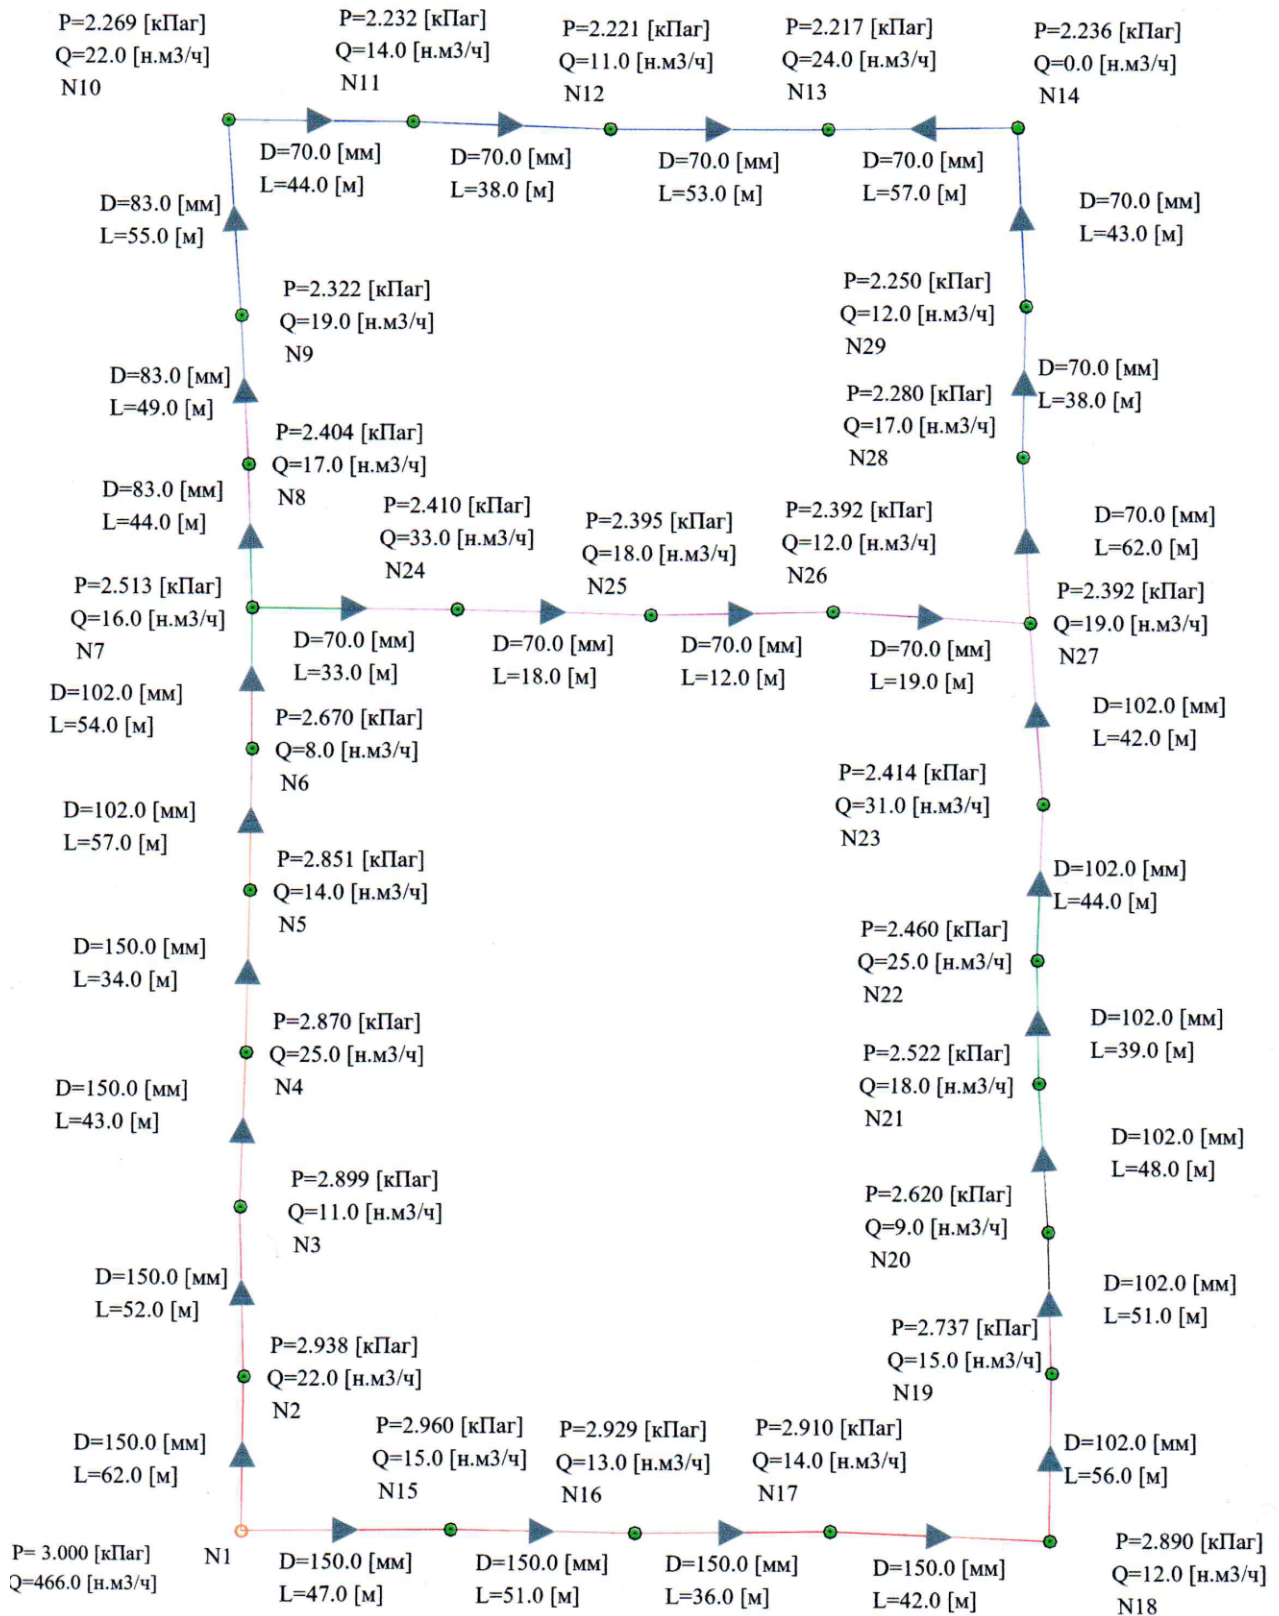 P=2.269 [кПаг]
Q=22.0 [н.м3/ч]
N10
P=2.232 [кПаг]
Q=14.0 [н.м3/ч]
N11
P=2.221 [кПаг]
Q=11.0 [н.м3/ч]
N12
P=2.217 [кПаг]
Q=24.0 [н.м3/ч]
N13
P=2.236 [кПаг]
Q=0.0 [н.м3/ч]
N14
D=70.0 [мм]
L=44.0 [м]
D=70.0 [мм]
L=38.0 [м]
D=70.0 [мм]
L=53.0 [м]
D=70.0 [мм]
L=57.0 [м]
D=83.0 [мм]
L=55.0 [м]
D=70.0 [мм]
L=43.0 [м]
P=2.322 [кПаг]
Q=19.0 [н.м3/ч]
N9
P=2.250 [кПаг]
Q=12.0 [н.м3/ч]
N29
D=83.0 [мм]
L=49.0 [м]
D=70.0 [мм]
L=38.0 [м]
P=2.404 [кПаг]
Q=17.0 [н.м3/ч]
N8
P=2.280 [кПаг]
Q=17.0 [н.м3/ч]
N28
D=83.0 [мм]
L=44.0 [м]
P=2.410 [кПаг]
Q=33.0 [н.м3/ч]
N24
P=2.395 [кПаг]
Q=18.0 [н.м3/ч]
N25
P=2.392 [кПаг]
Q=12.0 [н.м3/ч]
N26
D=70.0 [мм]
L=62.0 [м]
P=2.513 [кПаг]
Q=16.0 [н.м3/ч]
N7
P=2.392 [кПаг]
Q=19.0 [н.м3/ч]
N27
D=70.0 [мм]
L=33.0 [м]
D=70.0 [мм]
L=18.0 [м]
D=70.0 [мм]
L=12.0 [м]
D=70.0 [мм]
L=19.0 [м]
D=102.0 [мм]
L=54.0 [м]
D=102.0 [мм]
L=42.0 [м]
P=2.670 [кПаг]
Q=8.0 [н.м3/ч]
N6
P=2.414 [кПаг]
Q=31.0 [н.м3/ч]
N23
D=102.0 [мм]
L=57.0 [м]
D=102.0 [мм]
L=44.0 [м]
P=2.851 [кПаг]
Q=14.0 [н.м3/ч]
N5
P=2.460 [кПаг]
Q=25.0 [н.м3/ч]
N22
D=150.0 [мм]
L=34.0 [м]
D=102.0 [мм]
L=39.0 [м]
P=2.870 [кПаг]
Q=25.0 [н.м3/ч]
N4
P=2.522 [кПаг]
Q=18.0 [н.м3/ч]
N21
D=150.0 [мм]
L=43.0 [м]
D=102.0 [мм]
L=48.0 [м]
P=2.899 [кПаг]
Q=11.0 [н.м3/ч]
N3
P=2.620 [кПаг]
Q=9.0 [н.м3/ч]
N20
D=150.0 [мм]
L=52.0 [м]
D=102.0 [мм]
L=51.0 [м]
P=2.938 [кПаг]
Q=22.0 [н.м3/ч]
N2
P=2.737 [кПаг]
Q=15.0 [н.м3/ч]
N19
D=150.0 [мм]
L=62.0 [м]
P=2.960 [кПаг]
Q=15.0 [н.м3/ч]
N15
P=2.929 [кПаг]
Q=13.0 [н.м3/ч]
N16
P=2.910 [кПаг]
Q=14.0 [н.м3/ч]
N17
D=102.0 [мм]
L=56.0 [м]
P= 3.000 [кПаг]
Q=466.0 [н.м3/ч]
N1
D=150.0 [мм]
L=47.0 [м]
D=150.0 [мм]
L=51.0 [м]
D=150.0 [мм]
L=36.0 [м]
D=150.0 [мм]
L=42.0 [м]
P=2.890 [кПаг]
Q=12.0 [н.м3/ч]
N18